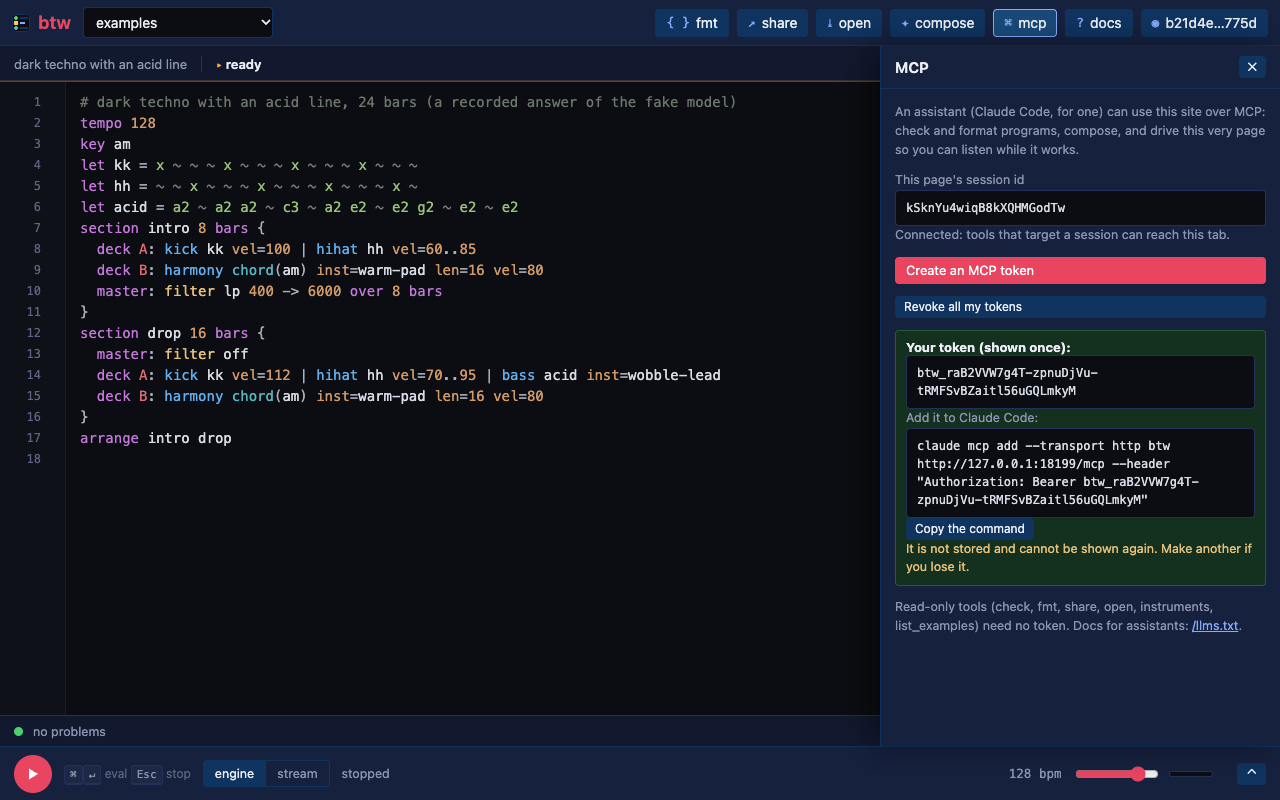 btw
examples
{ } fmt
↗ share
↓ open
✦ compose
⌘ mcp
? docs
b21d4e…775d
dark techno with an acid line
▸ ready
1 # dark techno with an acid line, 24 bars (a recorded answer of the fake model)
2 tempo 128
3 key am
4 let kk = x ~ ~ ~ x ~ ~ ~ x ~ ~ ~ x ~ ~ ~
5 let hh = ~ ~ x ~ ~ ~ x ~ ~ ~ x ~ ~ ~ x ~
6 let acid = a2 ~ a2 a2 ~ c3 ~ a2 e2 ~ e2 g2 ~ e2 ~ e2
7 section intro 8 bars {
8 deck A: kick kk vel=100 | hihat hh vel=60..85
9 deck B: harmony chord(am) inst=warm-pad len=16 vel=80
10 master: filter lp 400 -> 6000 over 8 bars
11 }
12 section drop 16 bars {
13 master: filter off
14 deck A: kick kk vel=112 | hihat hh vel=70..95 | bass acid inst=wobble-lead
15 deck B: harmony chord(am) inst=warm-pad len=16 vel=80
16 }
17 arrange intro drop
18
MCP
×
An assistant (Claude Code, for one) can use this site over MCP:
check and format programs, compose, and drive this very page
so you can listen while it works.
This page's session id
kSknYu4wiqB8kXQHMGodTw
Connected: tools that target a session can reach this tab.
Create an MCP token
Revoke all my tokens
Your token (shown once):
btw_raB2VVW7g4T-zpnuDjVu-
tRMFSvBZaitl56uGQLmkyM
Add it to Claude Code:
claude mcp add --transport http btw
http://127.0.0.1:18199/mcp --header
"Authorization: Bearer btw_raB2VVW7g4T-
zpnuDjVu-tRMFSvBZaitl56uGQLmkyM"
Copy the command
It is not stored and cannot be shown again. Make another if
you lose it.
Read-only tools (check, fmt, share, open, instruments,
list_examples) need no token. Docs for assistants: /llms.txt.
no problems
⌘ ↵ eval Esc stop
engine
stream
stopped
128 bpm